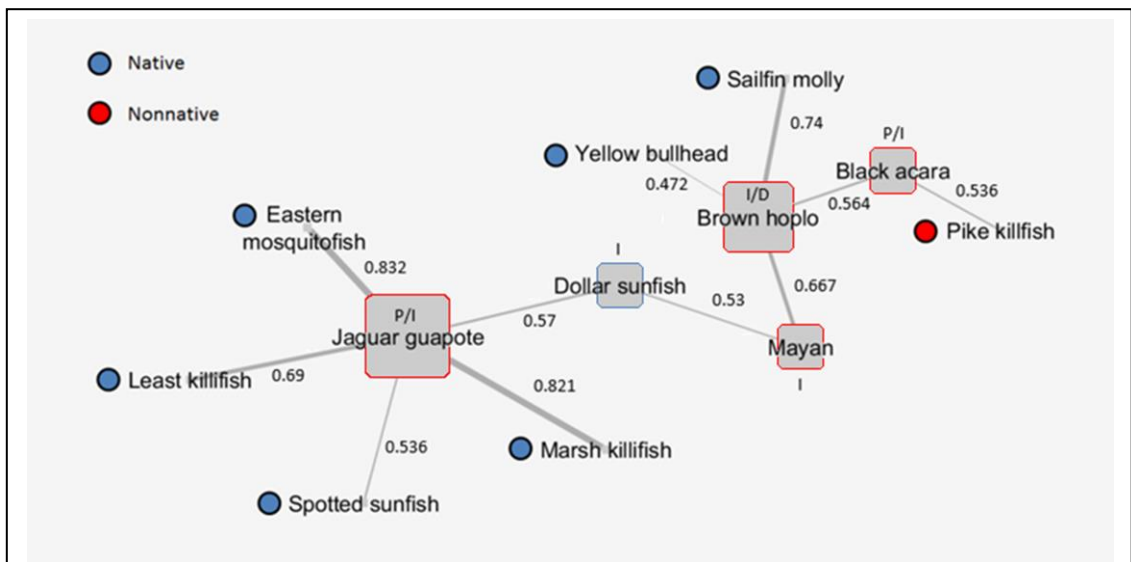 Native
Nonnative
Sailfin molly
0.74
P/I
Black acara
Yellow bullhead
0.472
I/D
Brown hoplo
0.564
0.536
Pike killfish
Eastern
mosquitofish
0.832
I
Dollar sunfish
0.667
0.53
P/I
Jaguar guapote
0.57
Mayan
I
Least killifish
0.69
0.821
0.536
Marsh killifish
Spotted sunfish